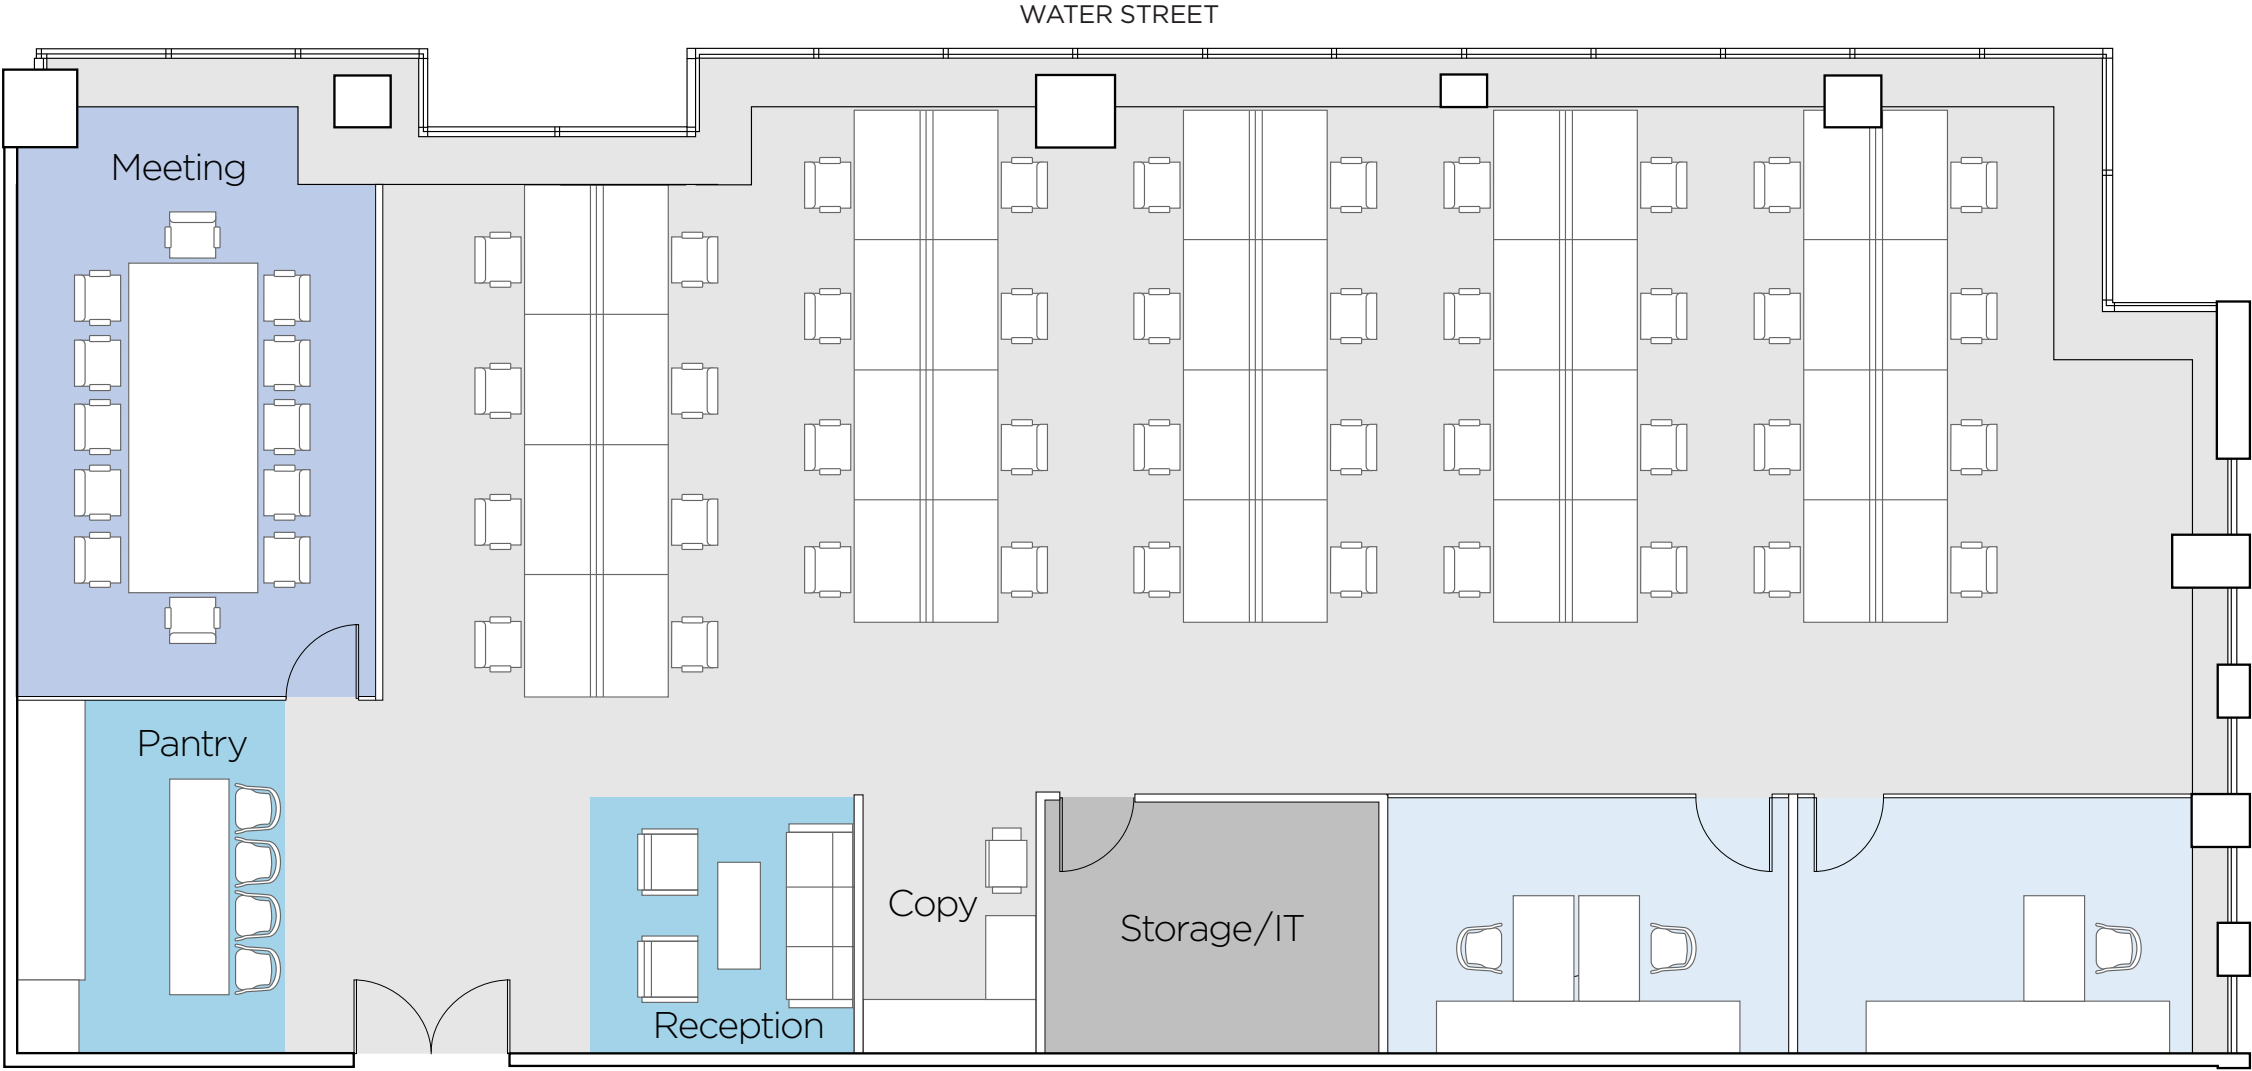 WATER STREET
Meeting
Pantry
Copy
Storage/IT
Reception